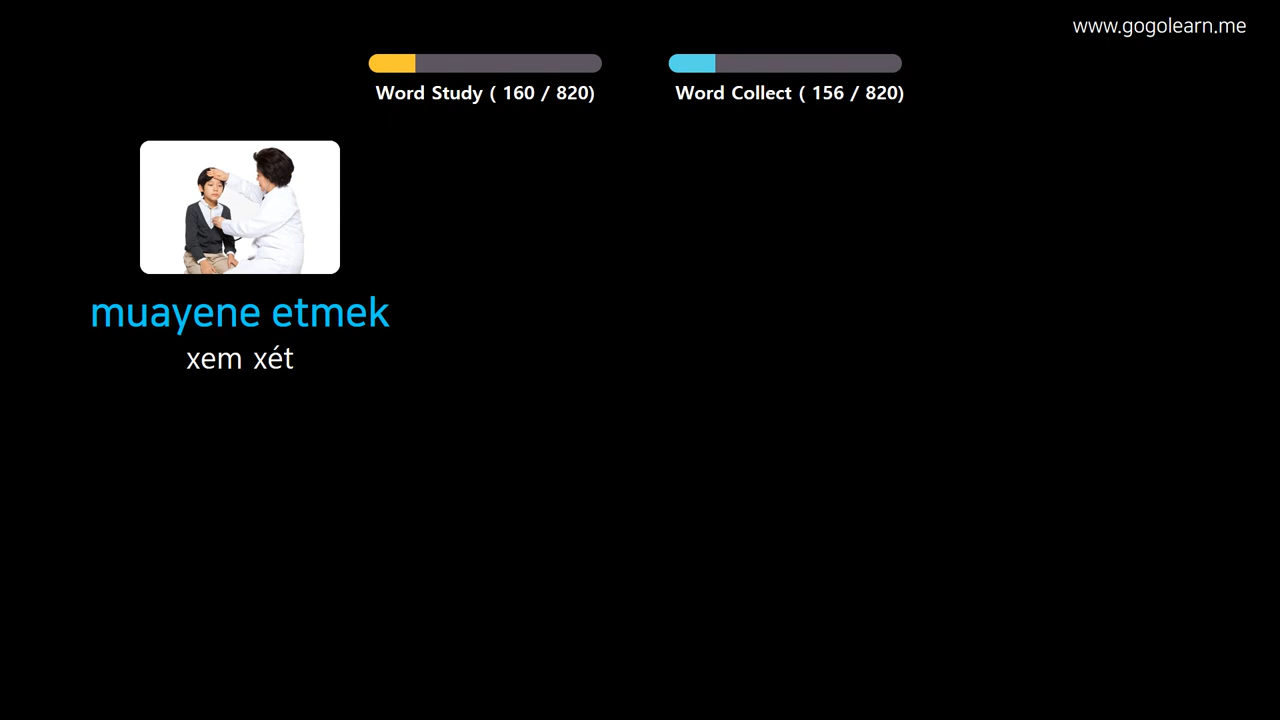 www.gogolearn.me
Word Study ( 160 / 820)
Word Collect ( 156 / 820)
muayene etmek
xem xét